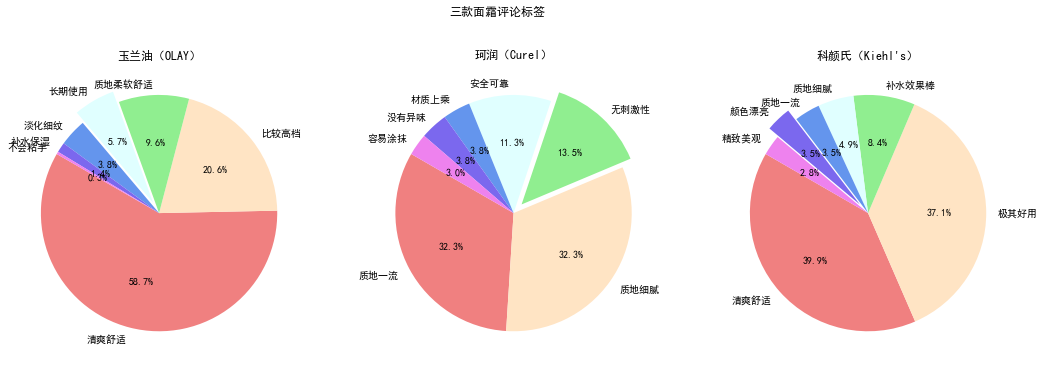 三款面霜评论标签
玉兰油（OLAY）
清爽舒适
58.7%
比较高档
20.6%
质地柔软舒适
9.6%
长期使用
5.7%
淡化细纹
3.8%
补水保湿
1.4%
不会粘手
0.3%
珂润（Curel）
质地一流
32.3%
质地细腻
32.3%
无刺激性
13.5%
安全可靠
11.3%
材质上乘
3.8%
没有异味
3.8%
容易涂抹
3.0%
科颜氏（Kiehl's）
清爽舒适
39.9%
极其好用
37.1%
补水效果棒
8.4%
质地细腻
4.9%
质地一流
3.5%
颜色漂亮
3.5%
精致美观
2.8%